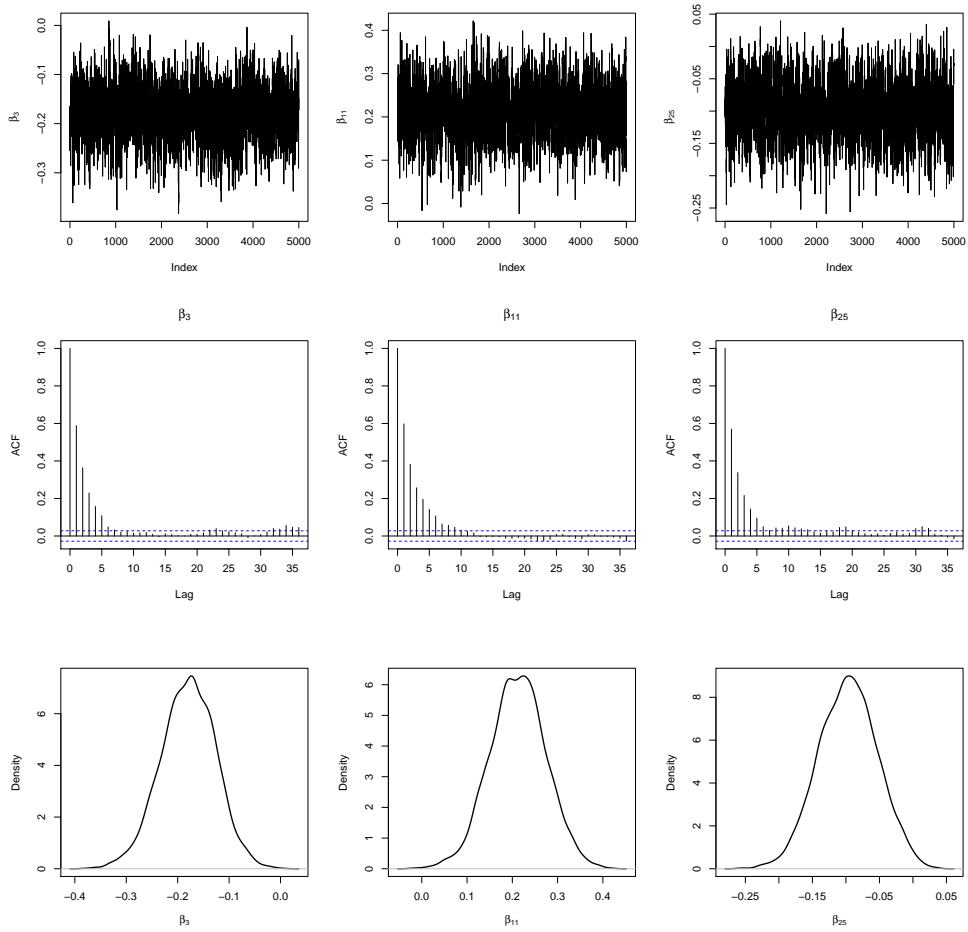 β₃
0.0
−0.1
−0.2
−0.3
0 1000 2000 3000 4000 5000
Index
β₁₁
0.4
0.3
0.2
0.1
0.0
0 1000 2000 3000 4000 5000
Index
β₂₅
0.05
−0.05
−0.15
−0.25
0 1000 2000 3000 4000 5000
Index
β₃
ACF
1.0
0.8
0.6
0.4
0.2
0.0
0 5 10 15 20 25 30 35
Lag
β₁₁
ACF
1.0
0.8
0.6
0.4
0.2
0.0
0 5 10 15 20 25 30 35
Lag
β₂₅
ACF
1.0
0.8
0.6
0.4
0.2
0.0
0 5 10 15 20 25 30 35
Lag
Density
6
4
2
0
−0.4 −0.3 −0.2 −0.1 0.0
β₃
Density
6
5
4
3
2
1
0
0.0 0.1 0.2 0.3 0.4
β₁₁
Density
8
6
4
2
0
−0.25 −0.15 −0.05 0.05
β₂₅